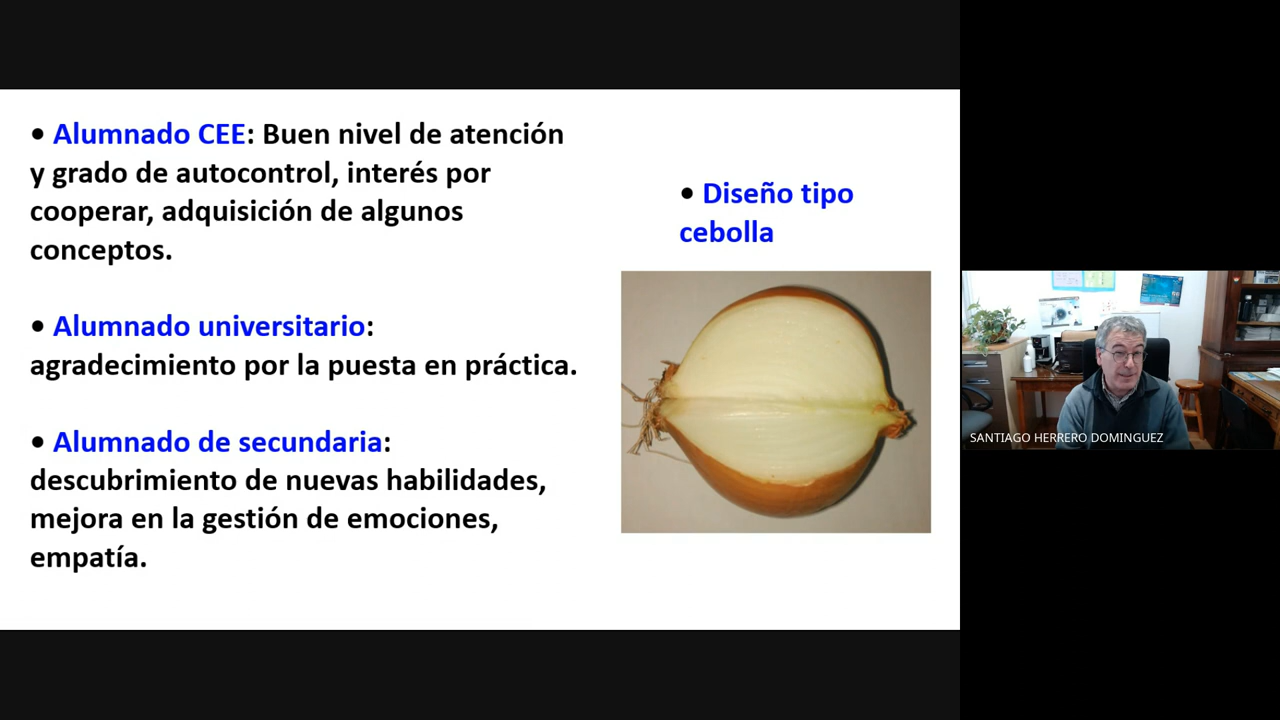 • Alumnado CEE: Buen nivel de atención
y grado de autocontrol, interés por
cooperar, adquisición de algunos
conceptos.
• Alumnado universitario:
agradecimiento por la puesta en práctica.
• Alumnado de secundaria:
descubrimiento de nuevas habilidades,
mejora en la gestión de emociones,
empatía.
• Diseño tipo
cebolla
SANTIAGO HERRERO DOMINGUEZ